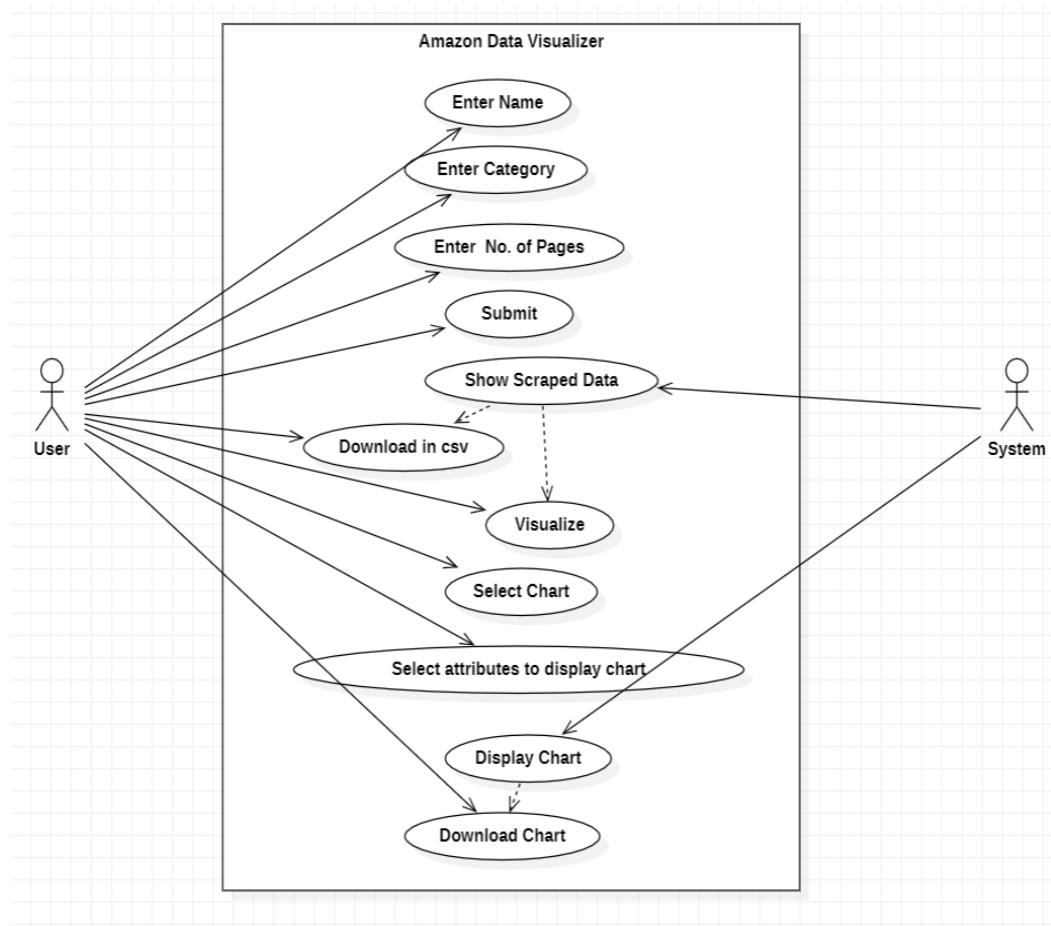 Amazon Data Visualizer
Enter Name
Enter Category
Enter  No. of Pages
Submit
Show Scraped Data
Download in csv
User
System
Visualize
Select Chart
Select attributes to display chart
Display Chart
Download Chart